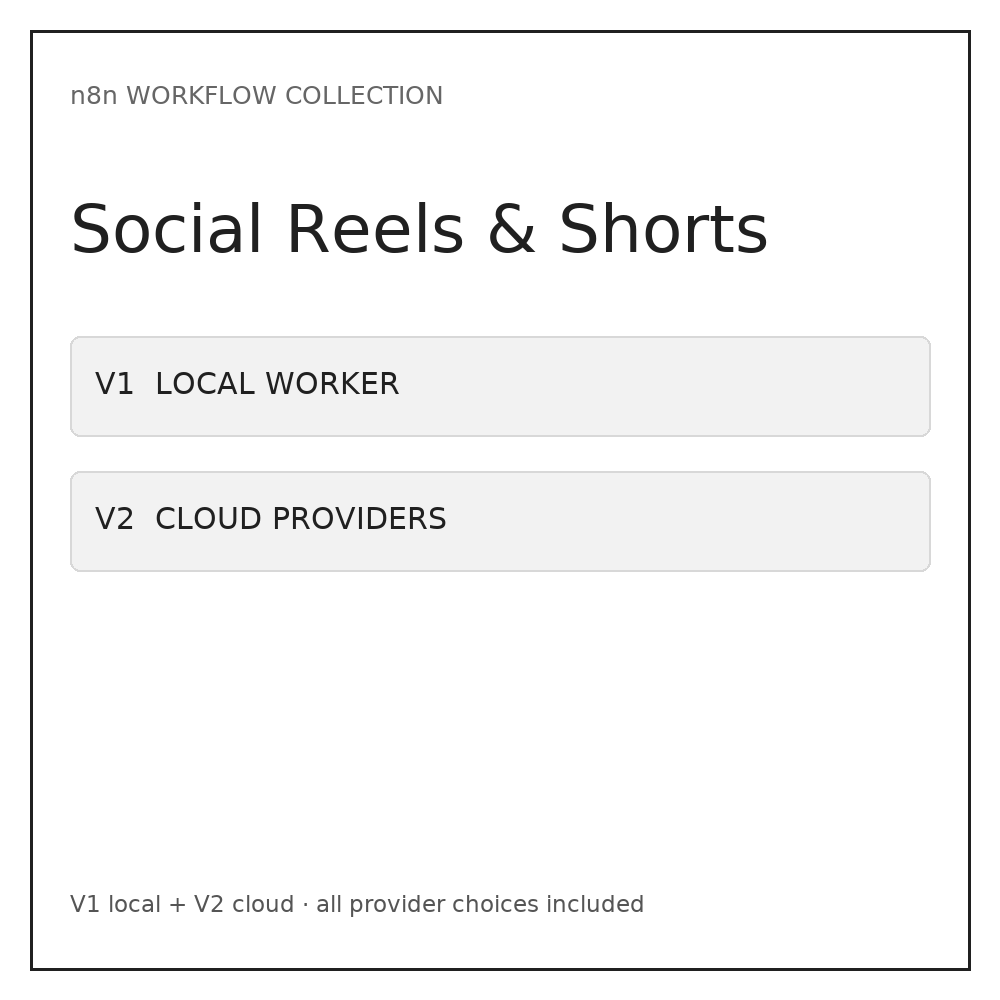 n8n WORKFLOW COLLECTION
Social Reels & Shorts
V1 LOCAL WORKER
V2 CLOUD PROVIDERS
V1 local + V2 cloud · all provider choices included